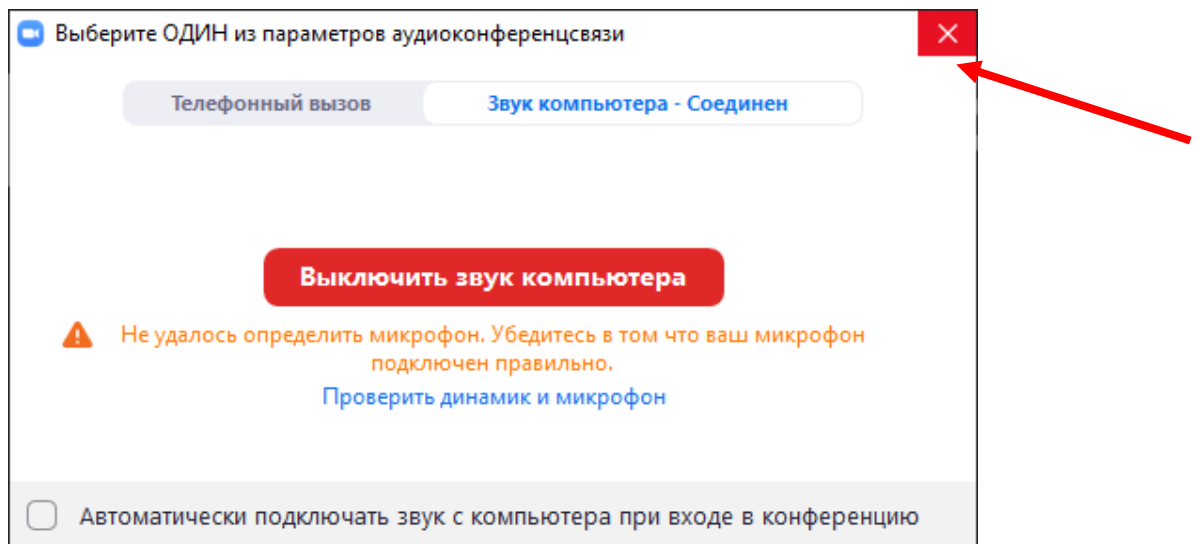 Выберите ОДИН из параметров аудиоконференцсвязи
Телефонный вызов
Звук компьютера - Соединен
Выключить звук компьютера
Не удалось определить микрофон. Убедитесь в том что ваш микрофон
подключен правильно.
Проверить динамик и микрофон
Автоматически подключать звук с компьютера при входе в конференцию